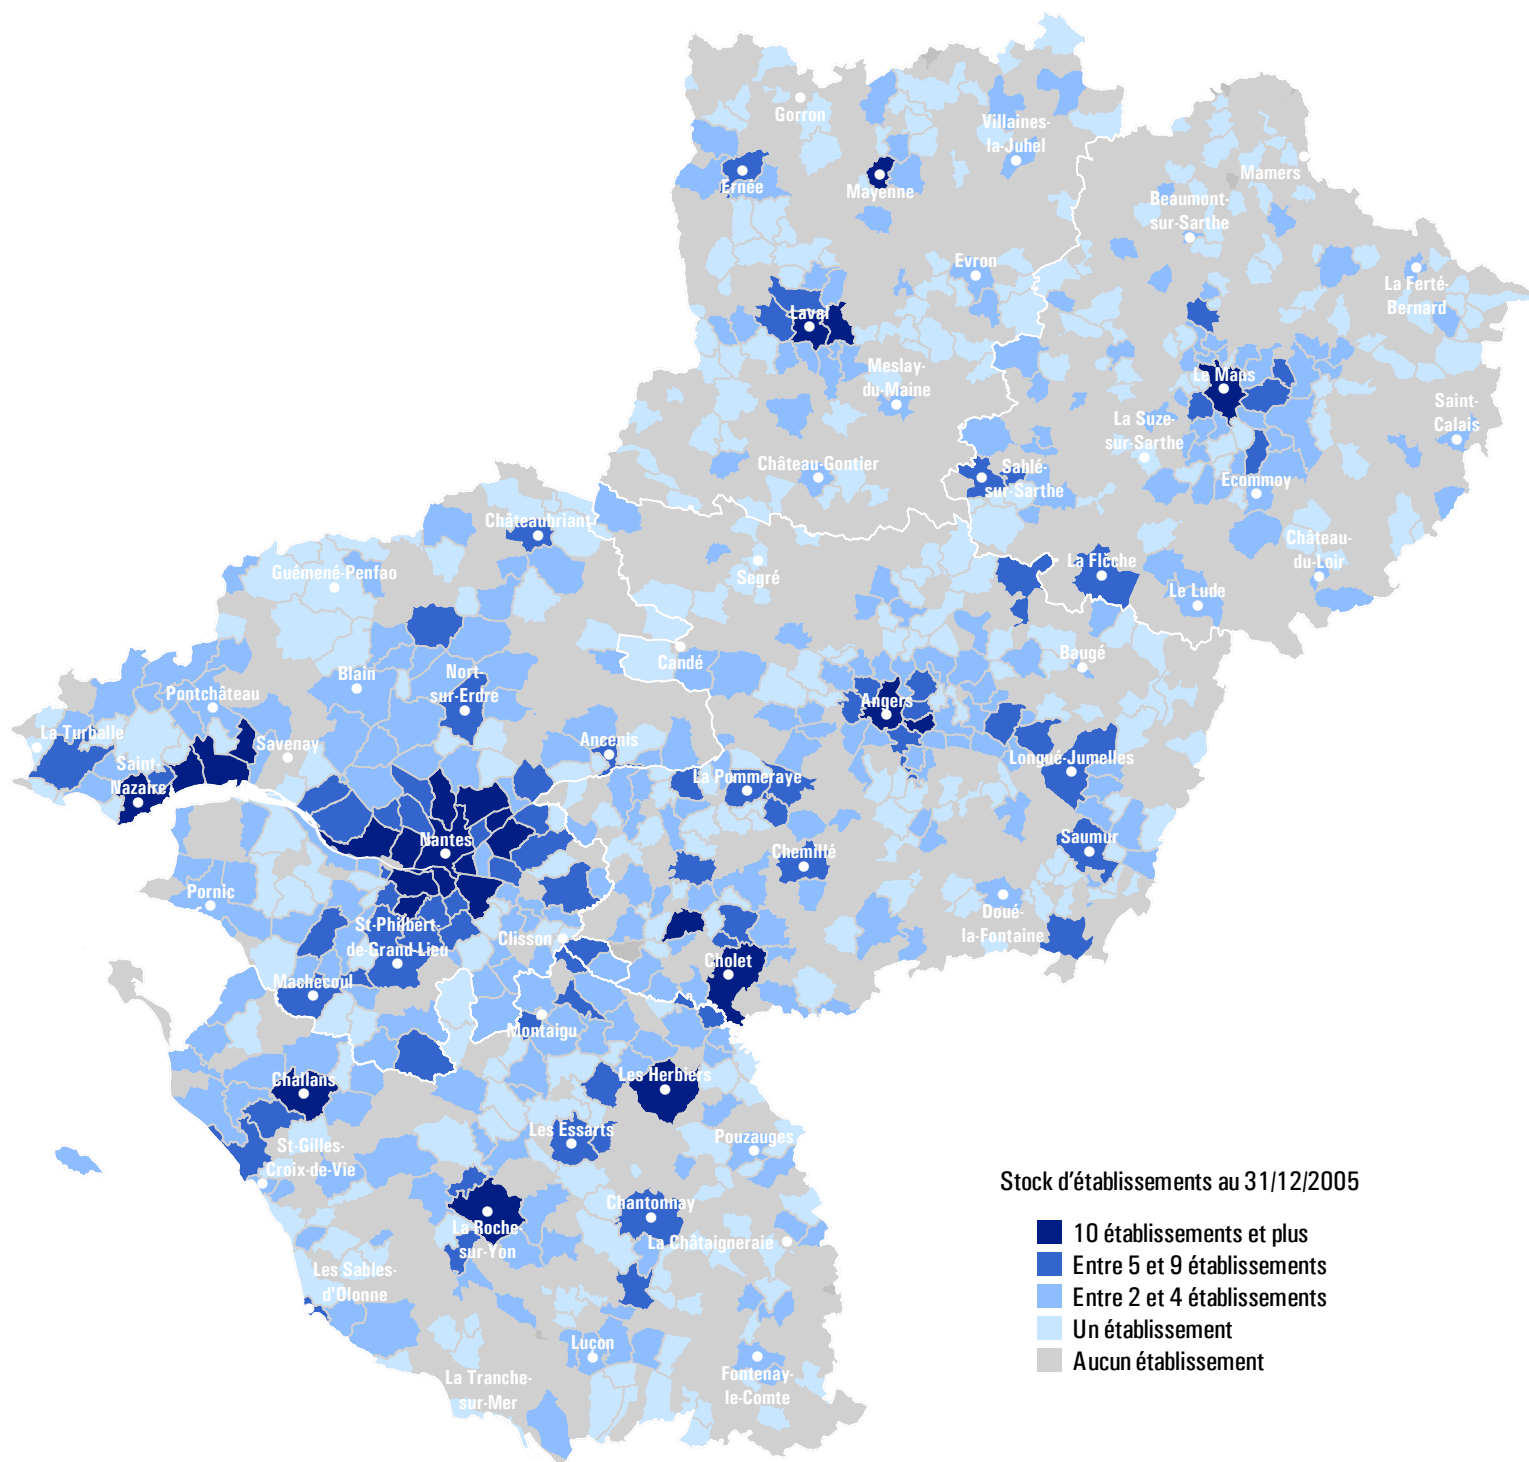 Gorron
Villaines-
la-Juhel
Ernée
Mayenne
Mamers
Beaumont-
sur-Sarthe
Evron
La Ferté-
Bernard
Laval
Meslay-
du-Maine
Le Mans
La Suze-
sur-Sarthe
Saint-
Calais
Château-Gontier
Sablé-
sur-Sarthe
Ecommoy
Châteaubriant
Château-
du-Loir
Guémené-Penfao
Segré
La Flèche
Le Lude
Candé
Baugé
Blain
Nort-
sur-Erdre
Pontchâteau
Angers
La Turballe
Savenay
Ancenis
Saint-
Nazaire
Longué-Jumelles
La Pommeraye
Nantes
Saumur
Chemillé
Pornic
St-Philbert-
de-Grand-Lieu
Clisson
Doué-
la-Fontaine
Cholet
Machecoul
Montaigu
Challans
Les Herbiers
Les Essarts
Pouzauges
St-Gilles-
Croix-de-Vie
Chantonnay
La Roche-
sur-Yon
La Châtaigneraie
Les Sables-
d'Olonne
Luçon
La Tranche-
sur-Mer
Fontenay-
le-Comte
Stock d'établissements au 31/12/2005
10 établissements et plus
Entre 5 et 9 établissements
Entre 2 et 4 établissements
Un établissement
Aucun établissement